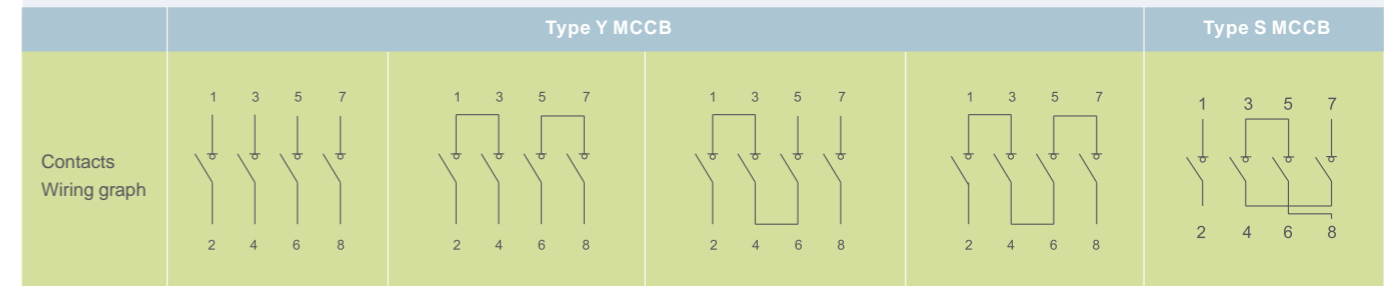 Type Y MCCB Type S MCCB
1 3 5 7 1 3 5 7 1 3 5 7 1 3 5 7 1 3 5 7
Contacts
Wiring graph
2 4 6 8 2 4 6 8 2 4 6 8 2 4 6 8 2 4 6 8